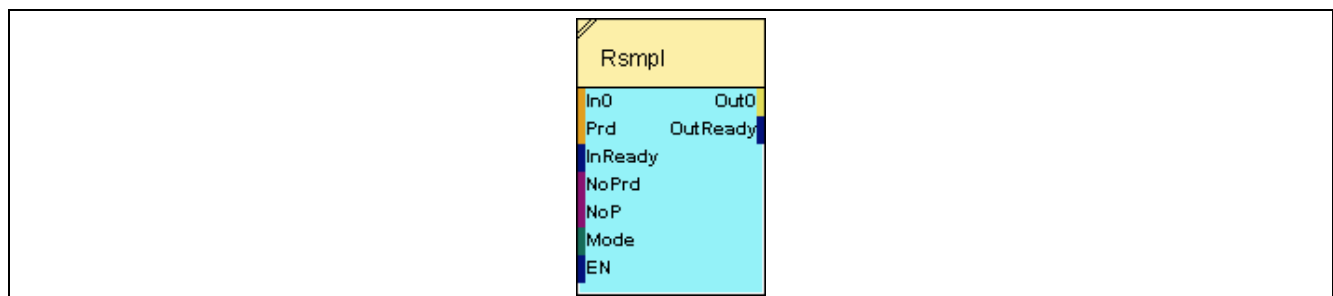 Rsmpl
In0 Out0
Prd OutReady
InReady
NoPrd
NoP
Mode
EN